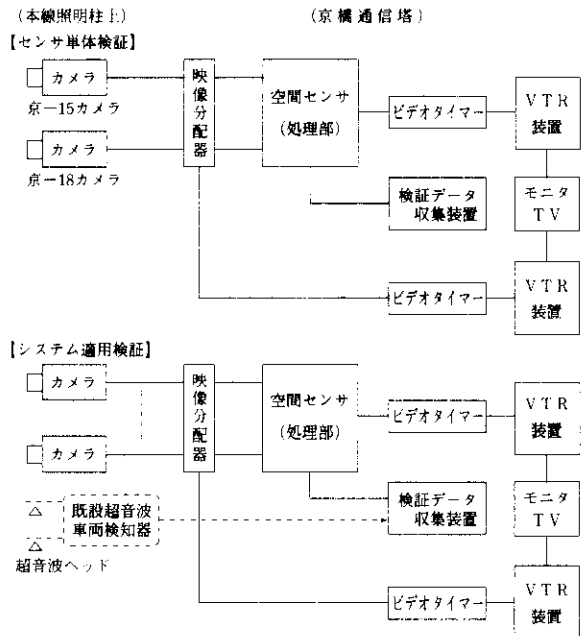 (本線照明柱上)
(京橋通信塔)
【センサ単体検証】
カメラ
京－15カメラ
カメラ
京－18カメラ
映像分配器
空間センサ
(処理部)
ビデオタイマー
VTR
装置
検証データ
収集装置
モニタ
TV
ビデオタイマー
VTR
装置
【システム適用検証】
カメラ
カメラ
映像分配器
空間センサ
(処理部)
ビデオタイマー
VTR
装置
既設超音波
車両検知器
超音波ヘッド
検証データ
収集装置
モニタ
TV
ビデオタイマー
VTR
装置